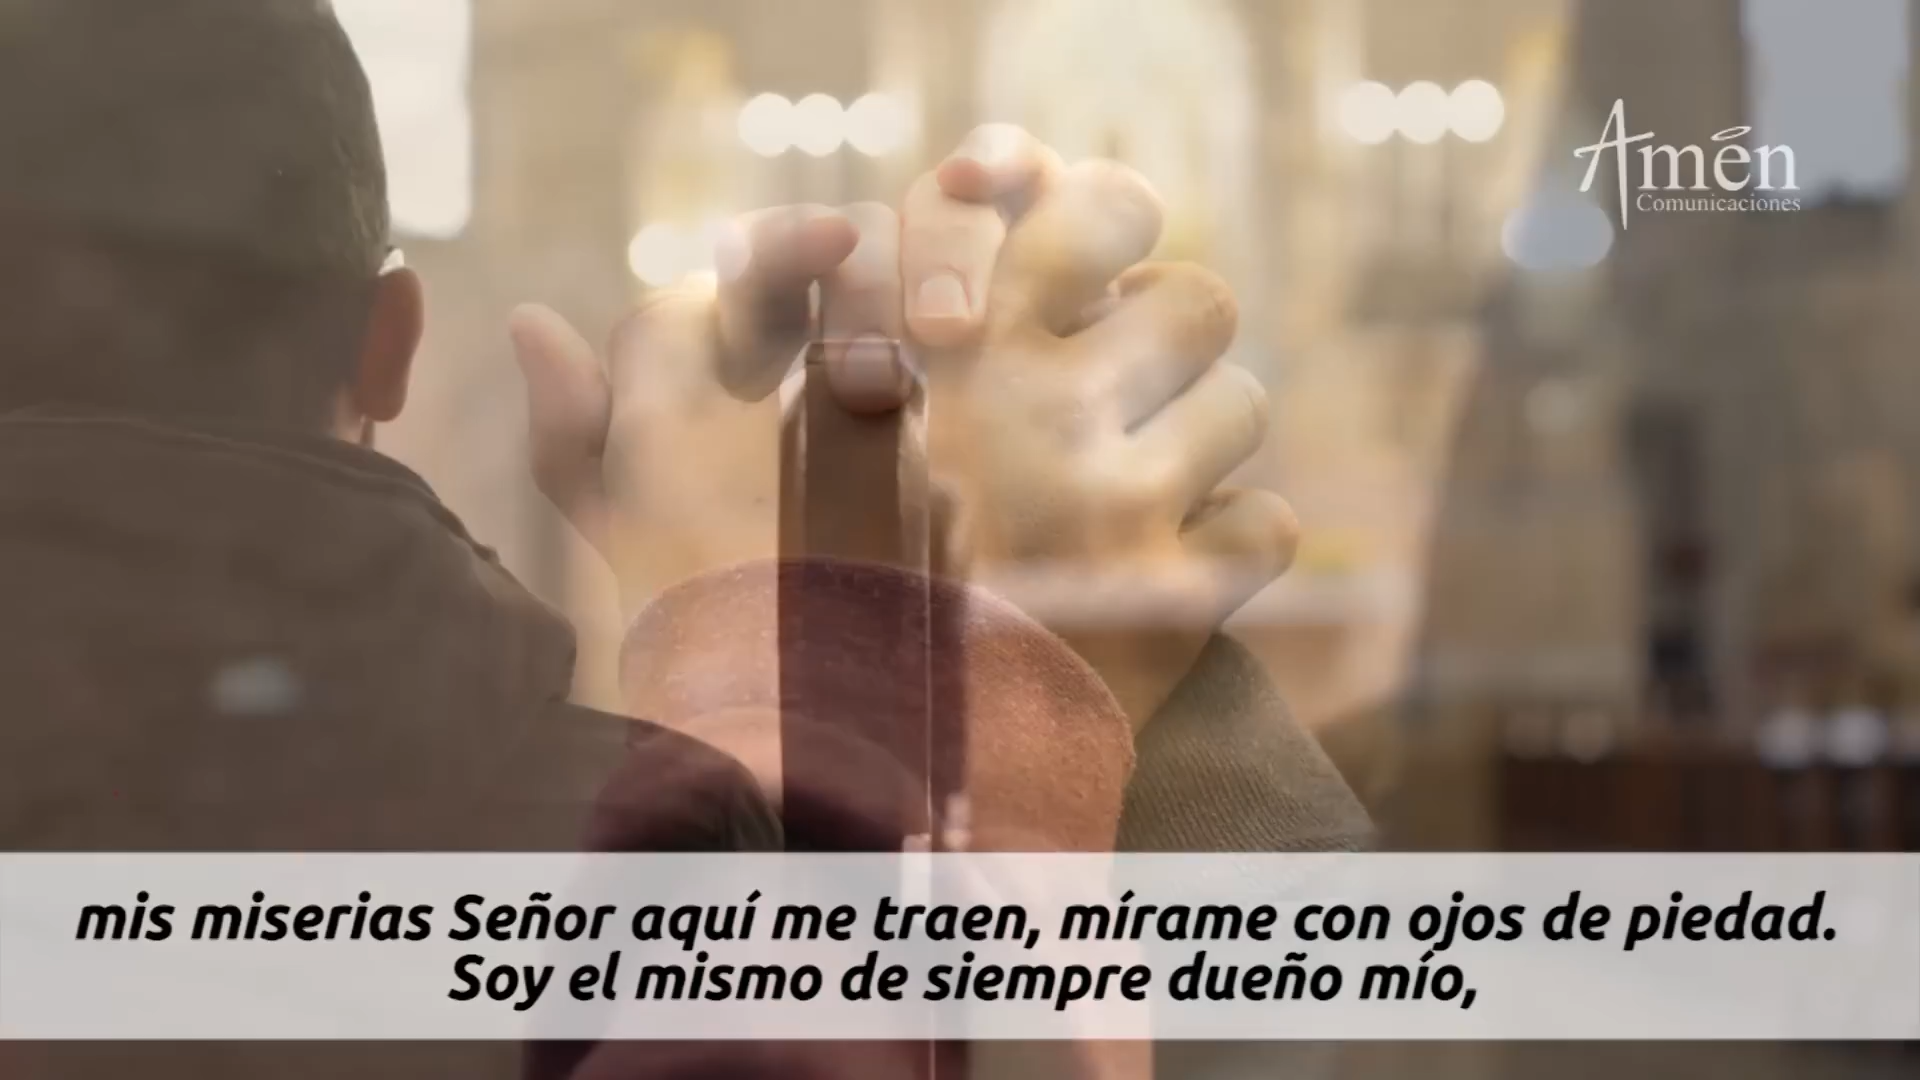 Amén
Comunicaciones
mis miserias Señor aquí me traen, mírame con ojos de piedad.
Soy el mismo de siempre dueño mío,